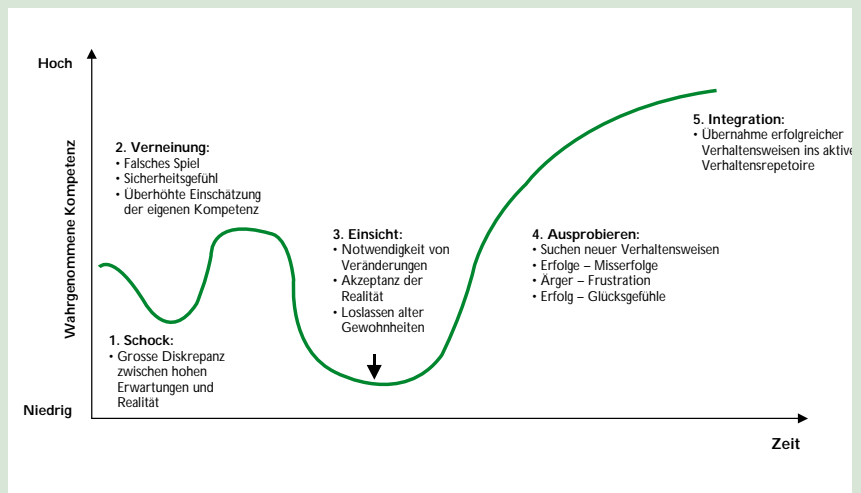 Hoch
Wahrgenommene Kompetenz
Niedrig
Zeit
1. Schock:
• Grosse Diskrepanz
zwischen hohen
Erwartungen und
Realität
2. Verneinung:
• Falsches Spiel
• Sicherheitsgefühl
• Überhöhte Einschätzung
der eigenen Kompetenz
3. Einsicht:
• Notwendigkeit von
Veränderungen
• Akzeptanz der
Realität
• Loslassen alter
Gewohnheiten
4. Ausprobieren:
• Suchen neuer Verhaltensweisen
• Erfolge – Misserfolge
• Ärger – Frustration
• Erfolg – Glücksgefühle
5. Integration:
• Übernahme erfolgreicher
Verhaltensweisen ins aktive
Verhaltensrepetoire